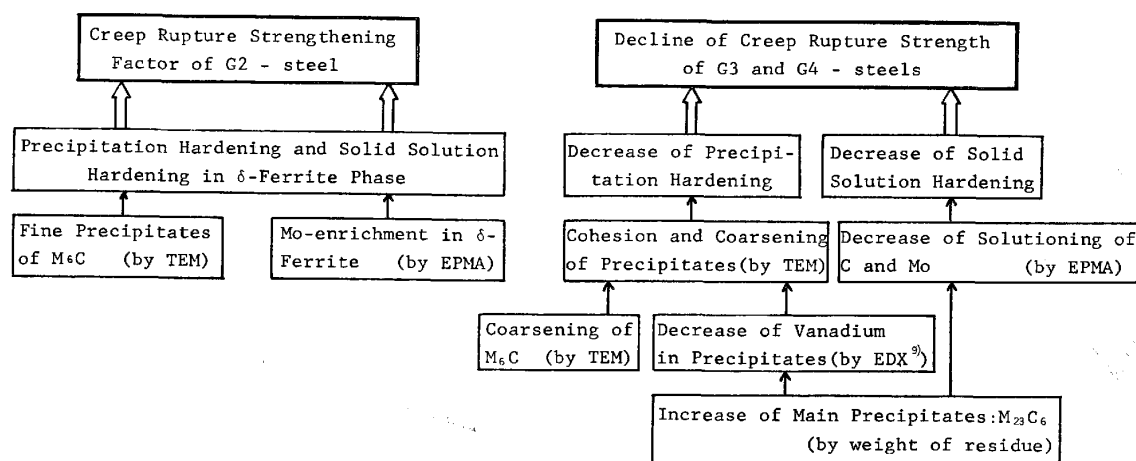 Creep Rupture Strengthening
Factor of G2 - steel
Precipitation Hardening and Solid Solution
Hardening in δ-Ferrite Phase
Fine Precipitates
of M₆C (by TEM)
Mo-enrichment in δ-
Ferrite (by EPMA)
Decline of Creep Rupture Strength
of G3 and G4 - steels
Decrease of Precipi-
tation Hardening
Decrease of Solid
Solution Hardening
Cohesion and Coarsening
of Precipitates(by TEM)
Decrease of Solutioning of
C and Mo (by EPMA)
Coarsening of
M₆C (by TEM)
Decrease of Vanadium
in Precipitates(by EDX⁹⁾)
Increase of Main Precipitates:M₂₃C₆
(by weight of residue)